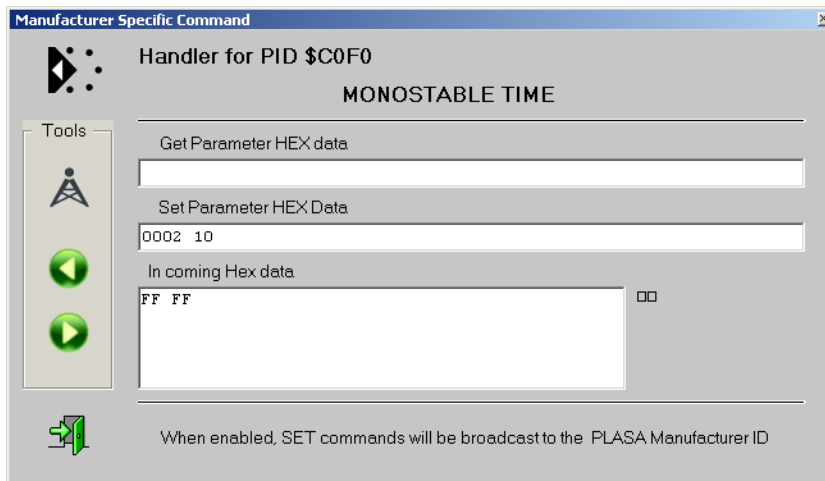 Manufacturer Specific Command
Handler for PID $C0F0
MONOSTABLE TIME
Tools
Get Parameter HEX data
Set Parameter HEX Data
0002 10
In coming Hex data
FF FF
When enabled, SET commands will be broadcast to the PLASA Manufacturer ID